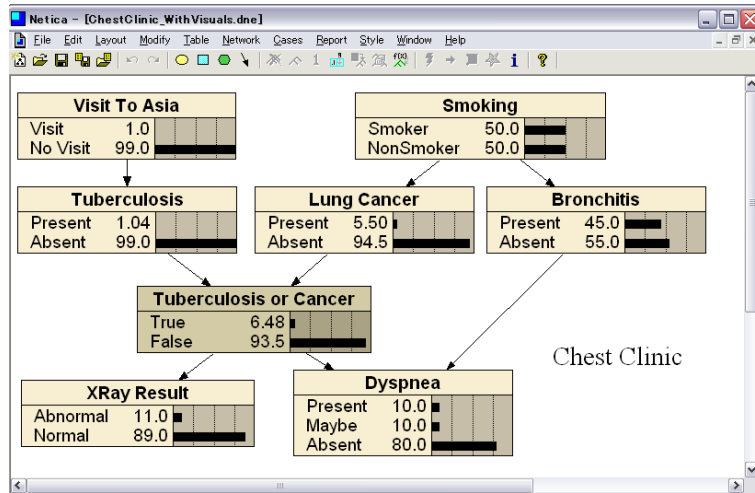 Netica - [ChestClinic_WithVisuals.dne]
File Edit Layout Modify Table Network Cases Report Style Window Help
Visit To Asia
Visit 1.0
No Visit 99.0
Smoking
Smoker 50.0
NonSmoker 50.0
Tuberculosis
Present 1.04
Absent 99.0
Lung Cancer
Present 5.50
Absent 94.5
Bronchitis
Present 45.0
Absent 55.0
Tuberculosis or Cancer
True 6.48
False 93.5
Chest Clinic
XRay Result
Abnormal 11.0
Normal 89.0
Dyspnea
Present 10.0
Maybe 10.0
Absent 80.0